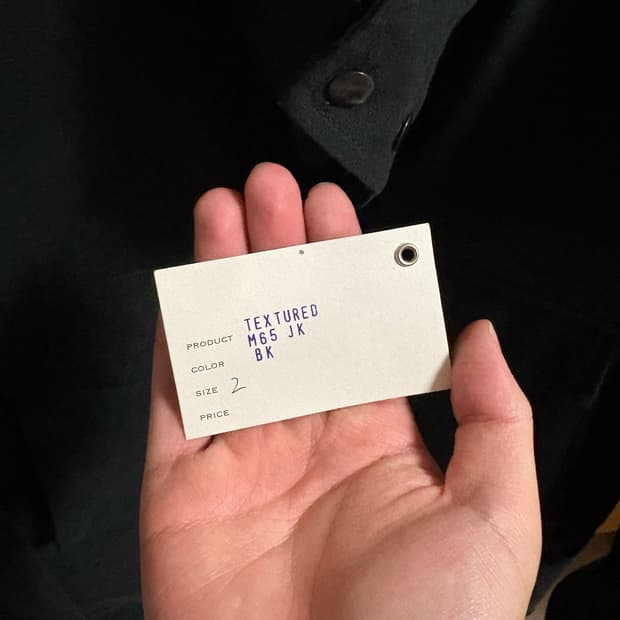 PRODUCT TEXTURED
M65 JK
COLOR BK
SIZE 2
PRICE